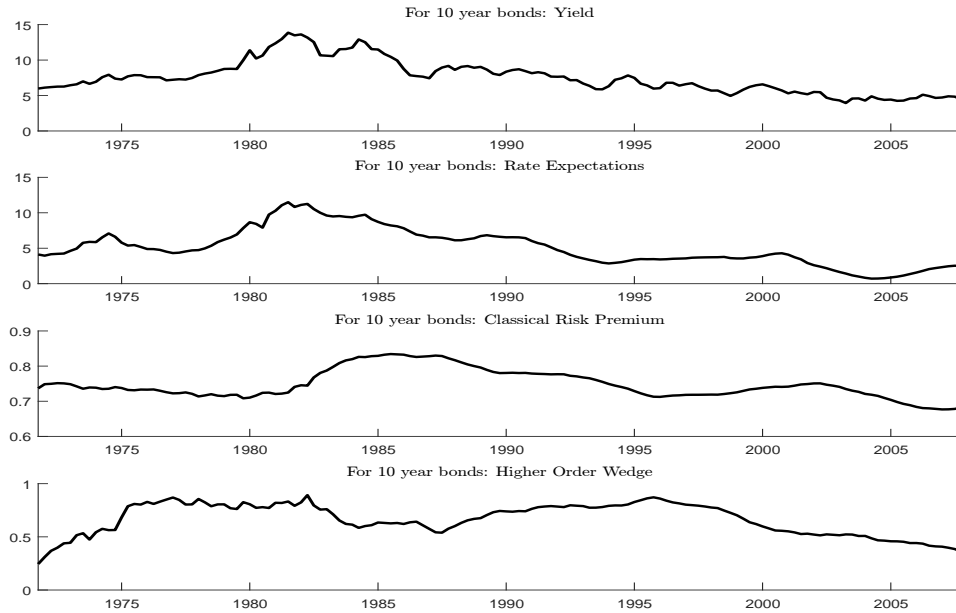 For 10 year bonds: Yield
15
10
5
0
1975 1980 1985 1990 1995 2000 2005
For 10 year bonds: Rate Expectations
15
10
5
0
1975 1980 1985 1990 1995 2000 2005
For 10 year bonds: Classical Risk Premium
0.9
0.8
0.7
0.6
1975 1980 1985 1990 1995 2000 2005
For 10 year bonds: Higher Order Wedge
1
0.5
0
1975 1980 1985 1990 1995 2000 2005